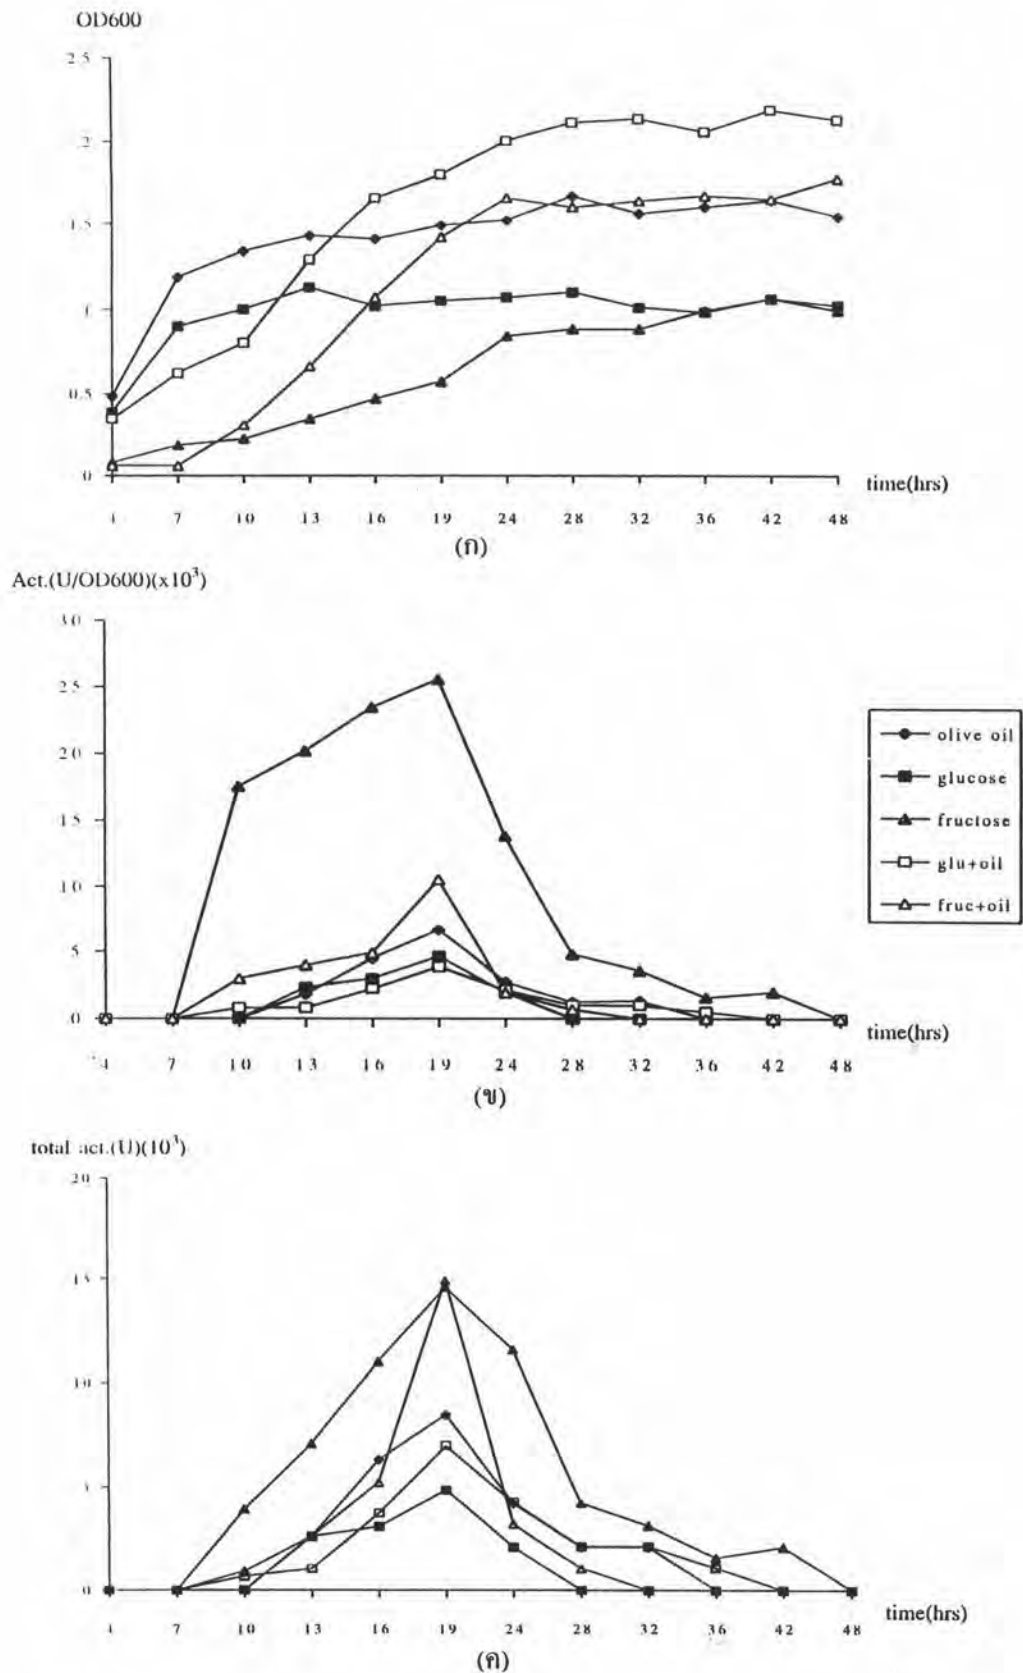 OD600
2.5
2
1.5
1
0.5
0
4 7 10 13 16 19 24 28 32 36 42 48
time(hrs)
(ก)
Act.(U/OD600)(x10³)
30
25
20
15
10
5
0
4 7 10 13 16 19 24 28 32 36 42 48
time(hrs)
(ข)
olive oil
glucose
fructose
glu+oil
fruc+oil
total act.(U)(10³)
20
15
10
5
0
4 7 10 13 16 19 24 28 32 36 42 48
time(hrs)
(ค)